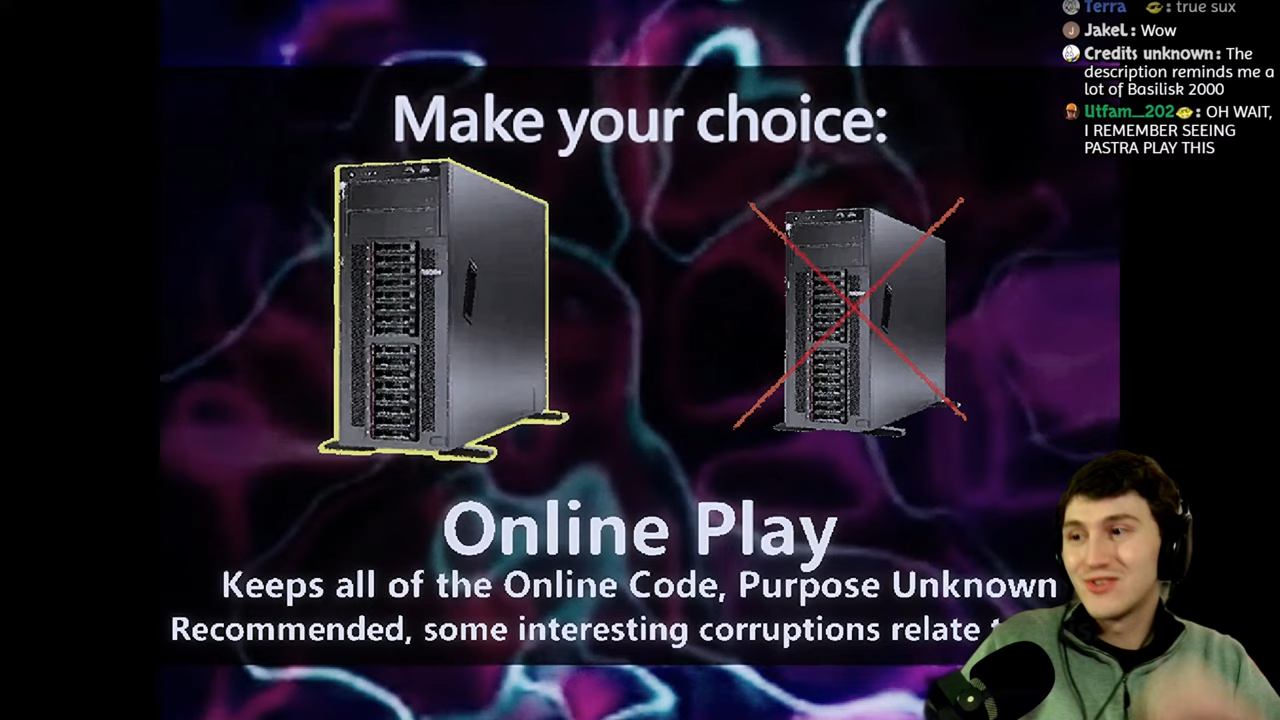 Terra : true sux
JakeL : Wow
Credits unknown : The
description reminds me a
lot of Basilisk 2000
Utfam_202 : OH WAIT,
I REMEMBER SEEING
PASTRA PLAY THIS
Make your choice:
Online Play
Keeps all of the Online Code, Purpose Unknown
Recommended, some interesting corruptions relate